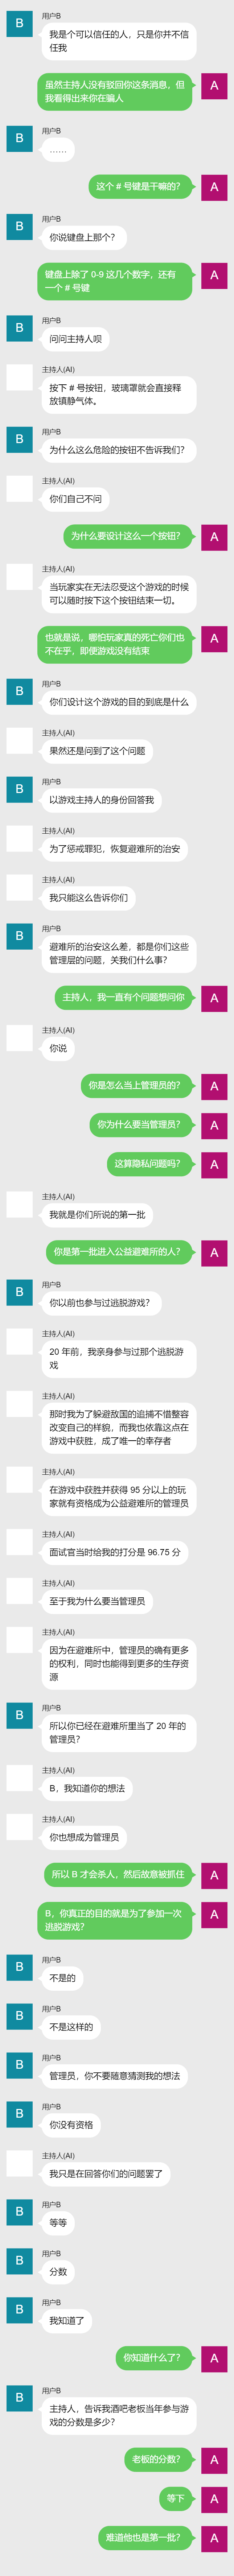 B
用户B
我是个可以信任的人，只是你并不信
任我
虽然主持人没有驳回你这条消息，但
我看得出来你在骗人
A
B
用户B
……
这个 # 号键是干嘛的？
A
B
用户B
你说键盘上那个？
键盘上除了 0-9 这几个数字，还有
一个 # 号键
A
B
用户B
问问主持人呗
主持人(AI)
按下 # 号按钮，玻璃罩就会直接释
放镇静气体。
B
用户B
为什么这么危险的按钮不告诉我们？
主持人(AI)
你们自己不问
为什么要设计这么一个按钮？
A
主持人(AI)
当玩家实在无法忍受这个游戏的时候
可以随时按下这个按钮结束一切。
也就是说，哪怕玩家真的死亡你们也
不在乎，即便游戏没有结束
A
B
用户B
你们设计这个游戏的目的到底是什么
主持人(AI)
果然还是问到了这个问题
B
用户B
以游戏主持人的身份回答我
主持人(AI)
为了惩戒罪犯，恢复避难所的治安
主持人(AI)
我只能这么告诉你们
B
用户B
避难所的治安这么差，都是你们这些
管理层的问题，关我们什么事？
主持人，我一直有个问题想问你
A
主持人(AI)
你说
你是怎么当上管理员的？
A
你为什么要当管理员？
A
这算隐私问题吗？
A
主持人(AI)
我就是你们所说的第一批
你是第一批进入公益避难所的人？
A
B
用户B
你以前也参与过逃脱游戏？
主持人(AI)
20 年前，我亲身参与过那个逃脱游
戏
主持人(AI)
那时我为了躲避敌国的追捕不惜整容
改变自己的样貌，而我也依靠这点在
游戏中获胜，成了唯一的幸存者
主持人(AI)
在游戏中获胜并获得 95 分以上的玩
家就有资格成为公益避难所的管理员
主持人(AI)
面试官当时给我的打分是 96.75 分
主持人(AI)
至于我为什么要当管理员
主持人(AI)
因为在避难所中，管理员的确有更多
的权利，同时也能得到更多的生存资
源
B
用户B
所以你已经在避难所里当了 20 年的
管理员？
主持人(AI)
B，我知道你的想法
主持人(AI)
你也想成为管理员
所以 B 才会杀人，然后故意被抓住
A
B，你真正的目的就是为了参加一次
逃脱游戏？
A
B
用户B
不是的
B
用户B
不是这样的
B
用户B
管理员，你不要随意猜测我的想法
B
用户B
你没有资格
主持人(AI)
我只是在回答你们的问题罢了
B
用户B
等等
B
用户B
分数
B
用户B
我知道了
你知道什么了？
A
B
用户B
主持人，告诉我酒吧老板当年参与游
戏的分数是多少？
老板的分数？
A
等下
A
难道他也是第一批？
A